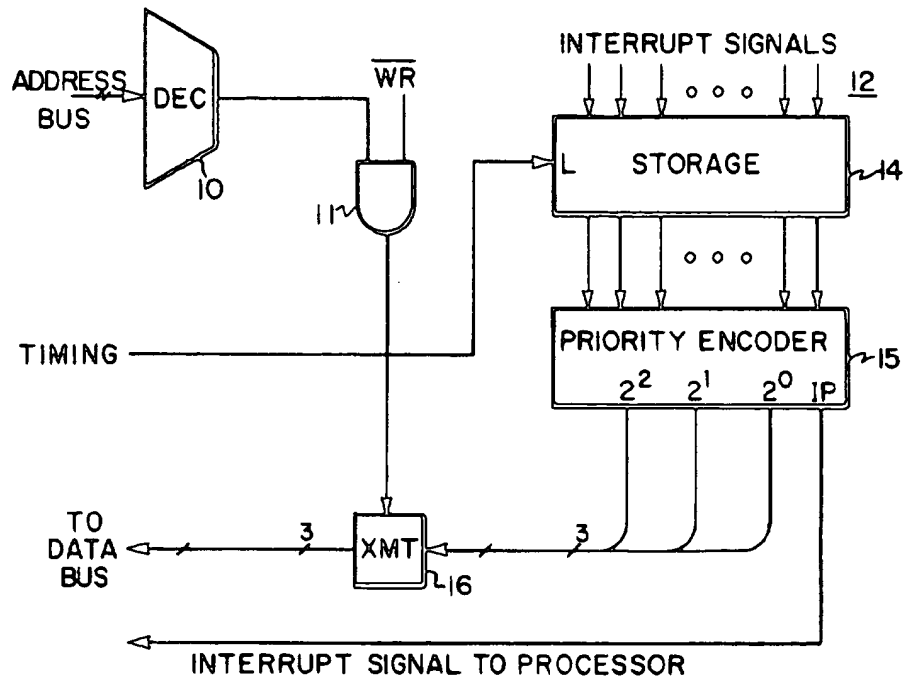 ADDRESS
BUS
DEC
10
W̅R̅
11
INTERRUPT SIGNALS
12
L STORAGE
14
TIMING
PRIORITY ENCODER
2² 2¹ 2⁰ IP
15
TO
DATA
BUS
3
XMT
16
3
INTERRUPT SIGNAL TO PROCESSOR